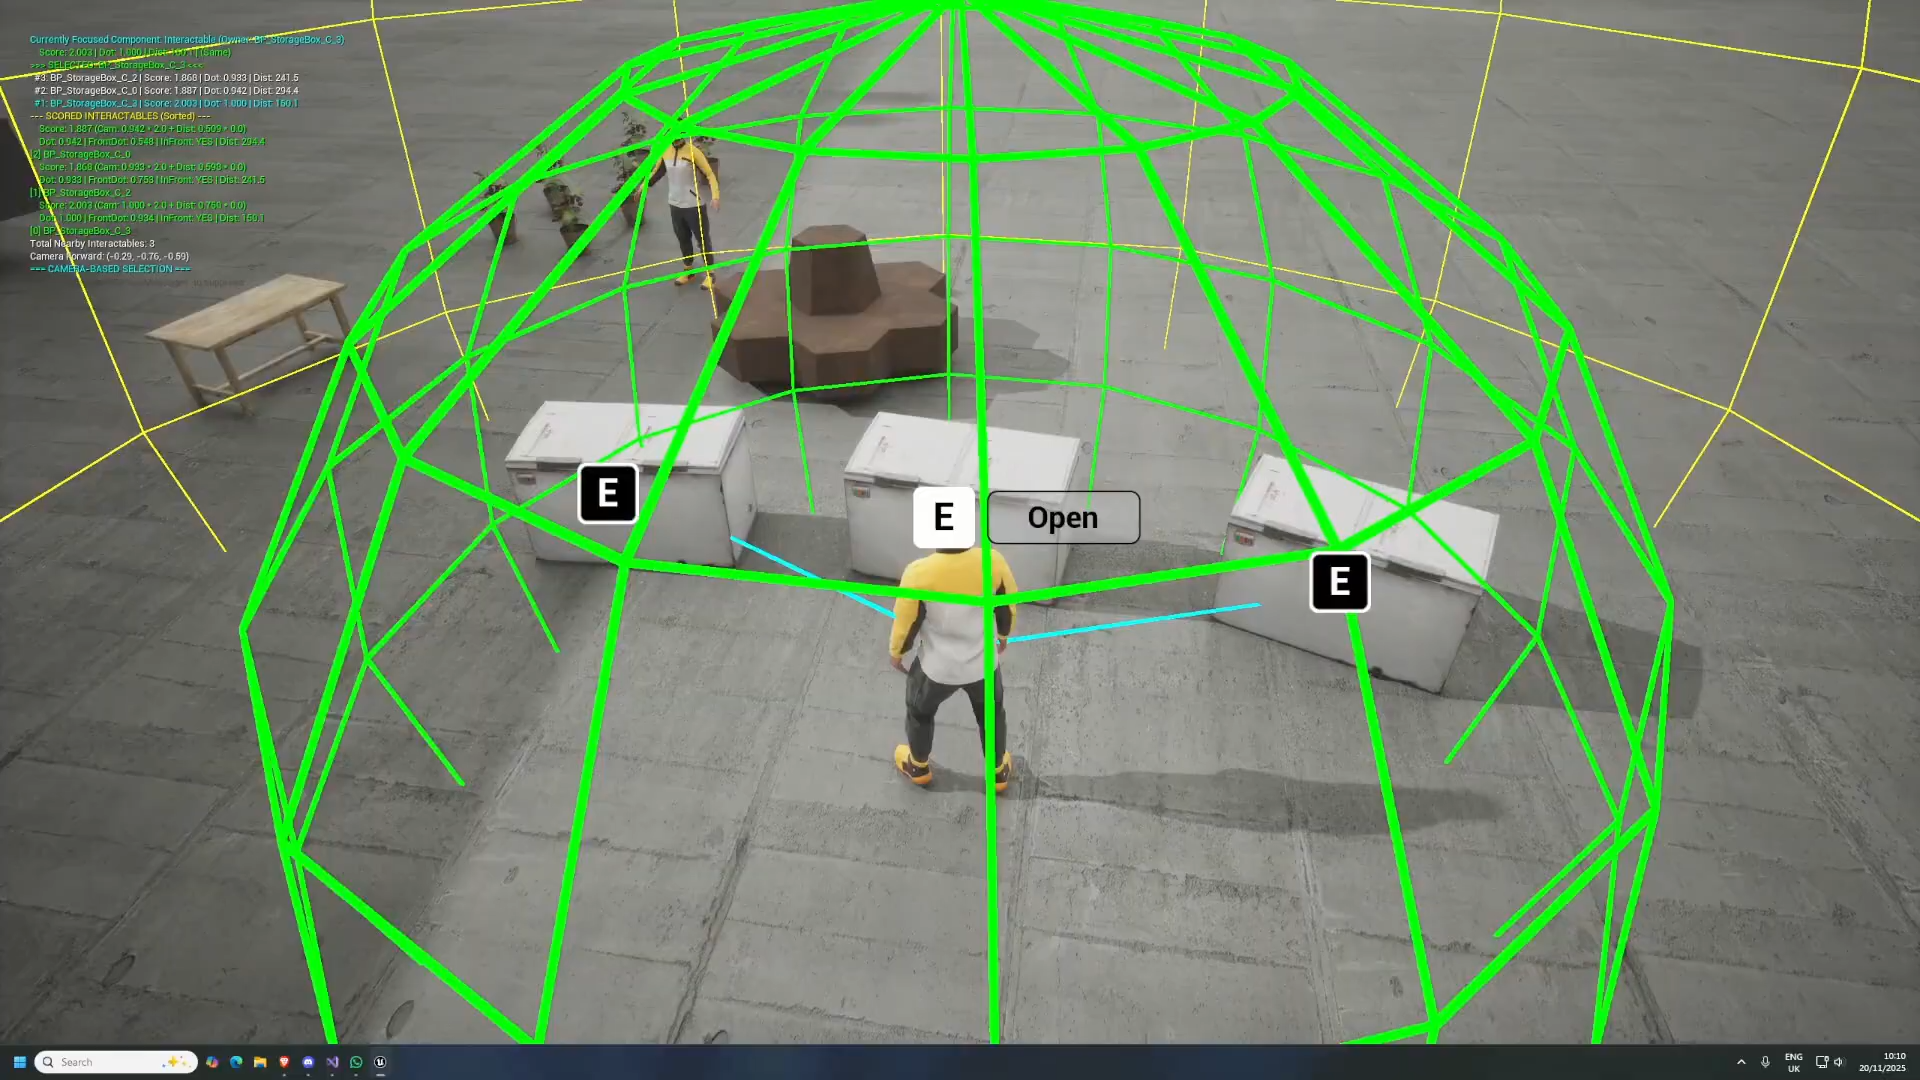 Currently Focused Component: Interactable (Owner: BP_StorageBox_C_3)
Score: 2.003 | Dot: 1.000 | Dist: 150.1 | (Same)
>>> SELECTED: BP_StorageBox_C_3 <<<
#3: BP_StorageBox_C_2 | Score: 1.868 | Dot: 0.933 | Dist: 241.5
#2: BP_StorageBox_C_0 | Score: 1.887 | Dot: 0.942 | Dist: 294.4
#1: BP_StorageBox_C_3 | Score: 2.003 | Dot: 1.000 | Dist: 150.1
--- SCORED INTERACTABLES (Sorted) ---
Score: 1.887 (Cam: 0.942 * 2.0 + Dist: 0.509 * 0.0)
Dot: 0.942 | FrontDot: 0.548 | InFront: YES | Dist: 294.4
[2] BP_StorageBox_C_0
Score: 1.868 (Cam: 0.933 * 2.0 + Dist: 0.593 * 0.0)
Dot: 0.933 | FrontDot: 0.753 | InFront: YES | Dist: 241.5
[1] BP_StorageBox_C_2
Score: 2.003 (Cam: 1.000 * 2.0 + Dist: 0.750 * 0.0)
Dot: 1.000 | FrontDot: 0.934 | InFront: YES | Dist: 150.1
[0] BP_StorageBox_C_3
Total Nearby Interactables: 3
Camera Forward: (-0.29, -0.76, -0.59)
=== CAMERA-BASED SELECTION ===
E
E Open
E
Search
ENG
UK
10:10
20/11/2025